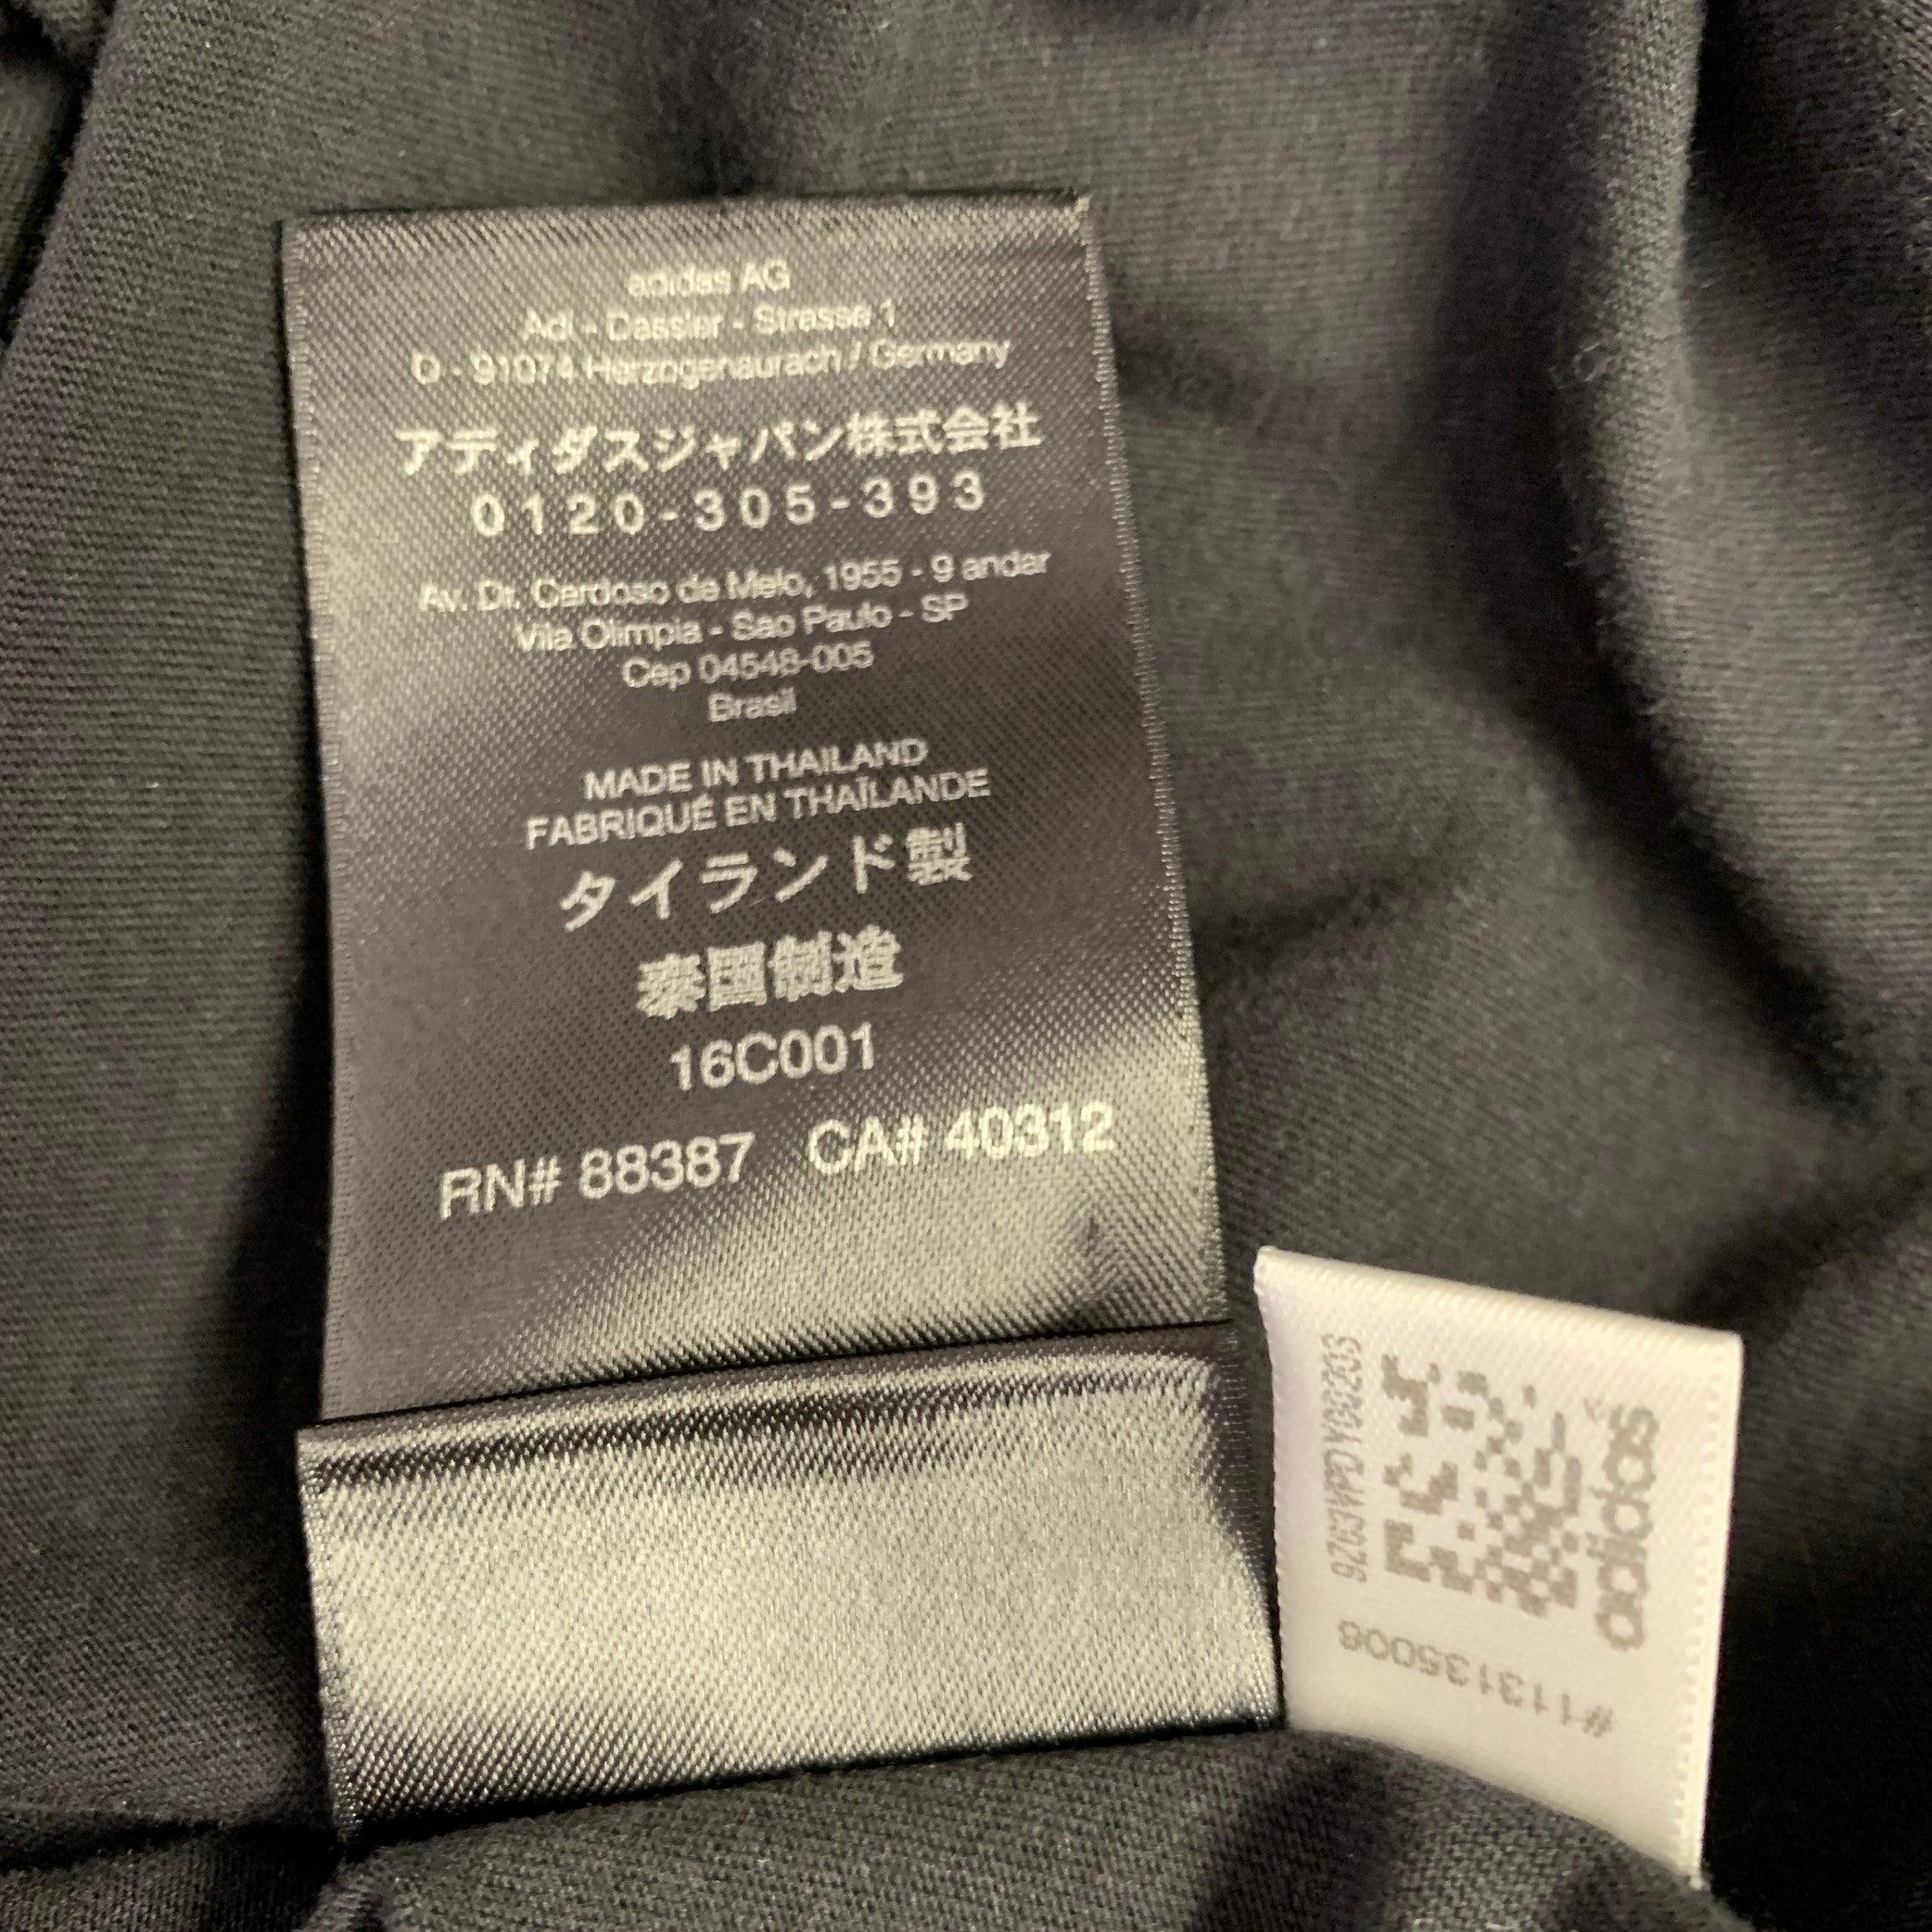 adidas AG
Adi - Dassler - Strasse 1
D - 91074 Herzogenaurach / Germany
アディダスジャパン株式会社
0120-305-393
Av. Dr. Cardoso de Melo, 1955 - 9 andar
Vila Olimpia - Sao Paulo - SP
Cep 04548-005
Brasil
MADE IN THAILAND
FABRIQUÉ EN THAÏLANDE
タイランド製
泰国制造
16C001
RN# 88387 CA# 40312
adidas
#113135006